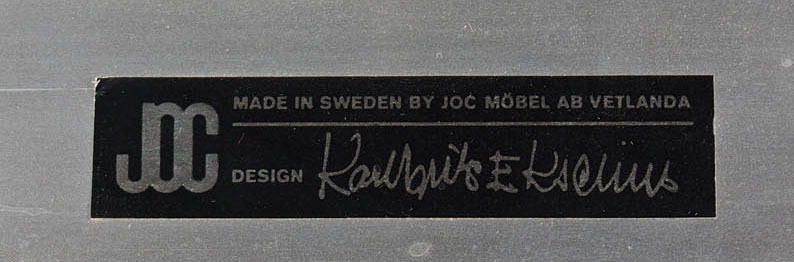 JOC
MADE IN SWEDEN BY JOC MÖBEL AB VETLANDA
DESIGN Karl Erik Ekselius